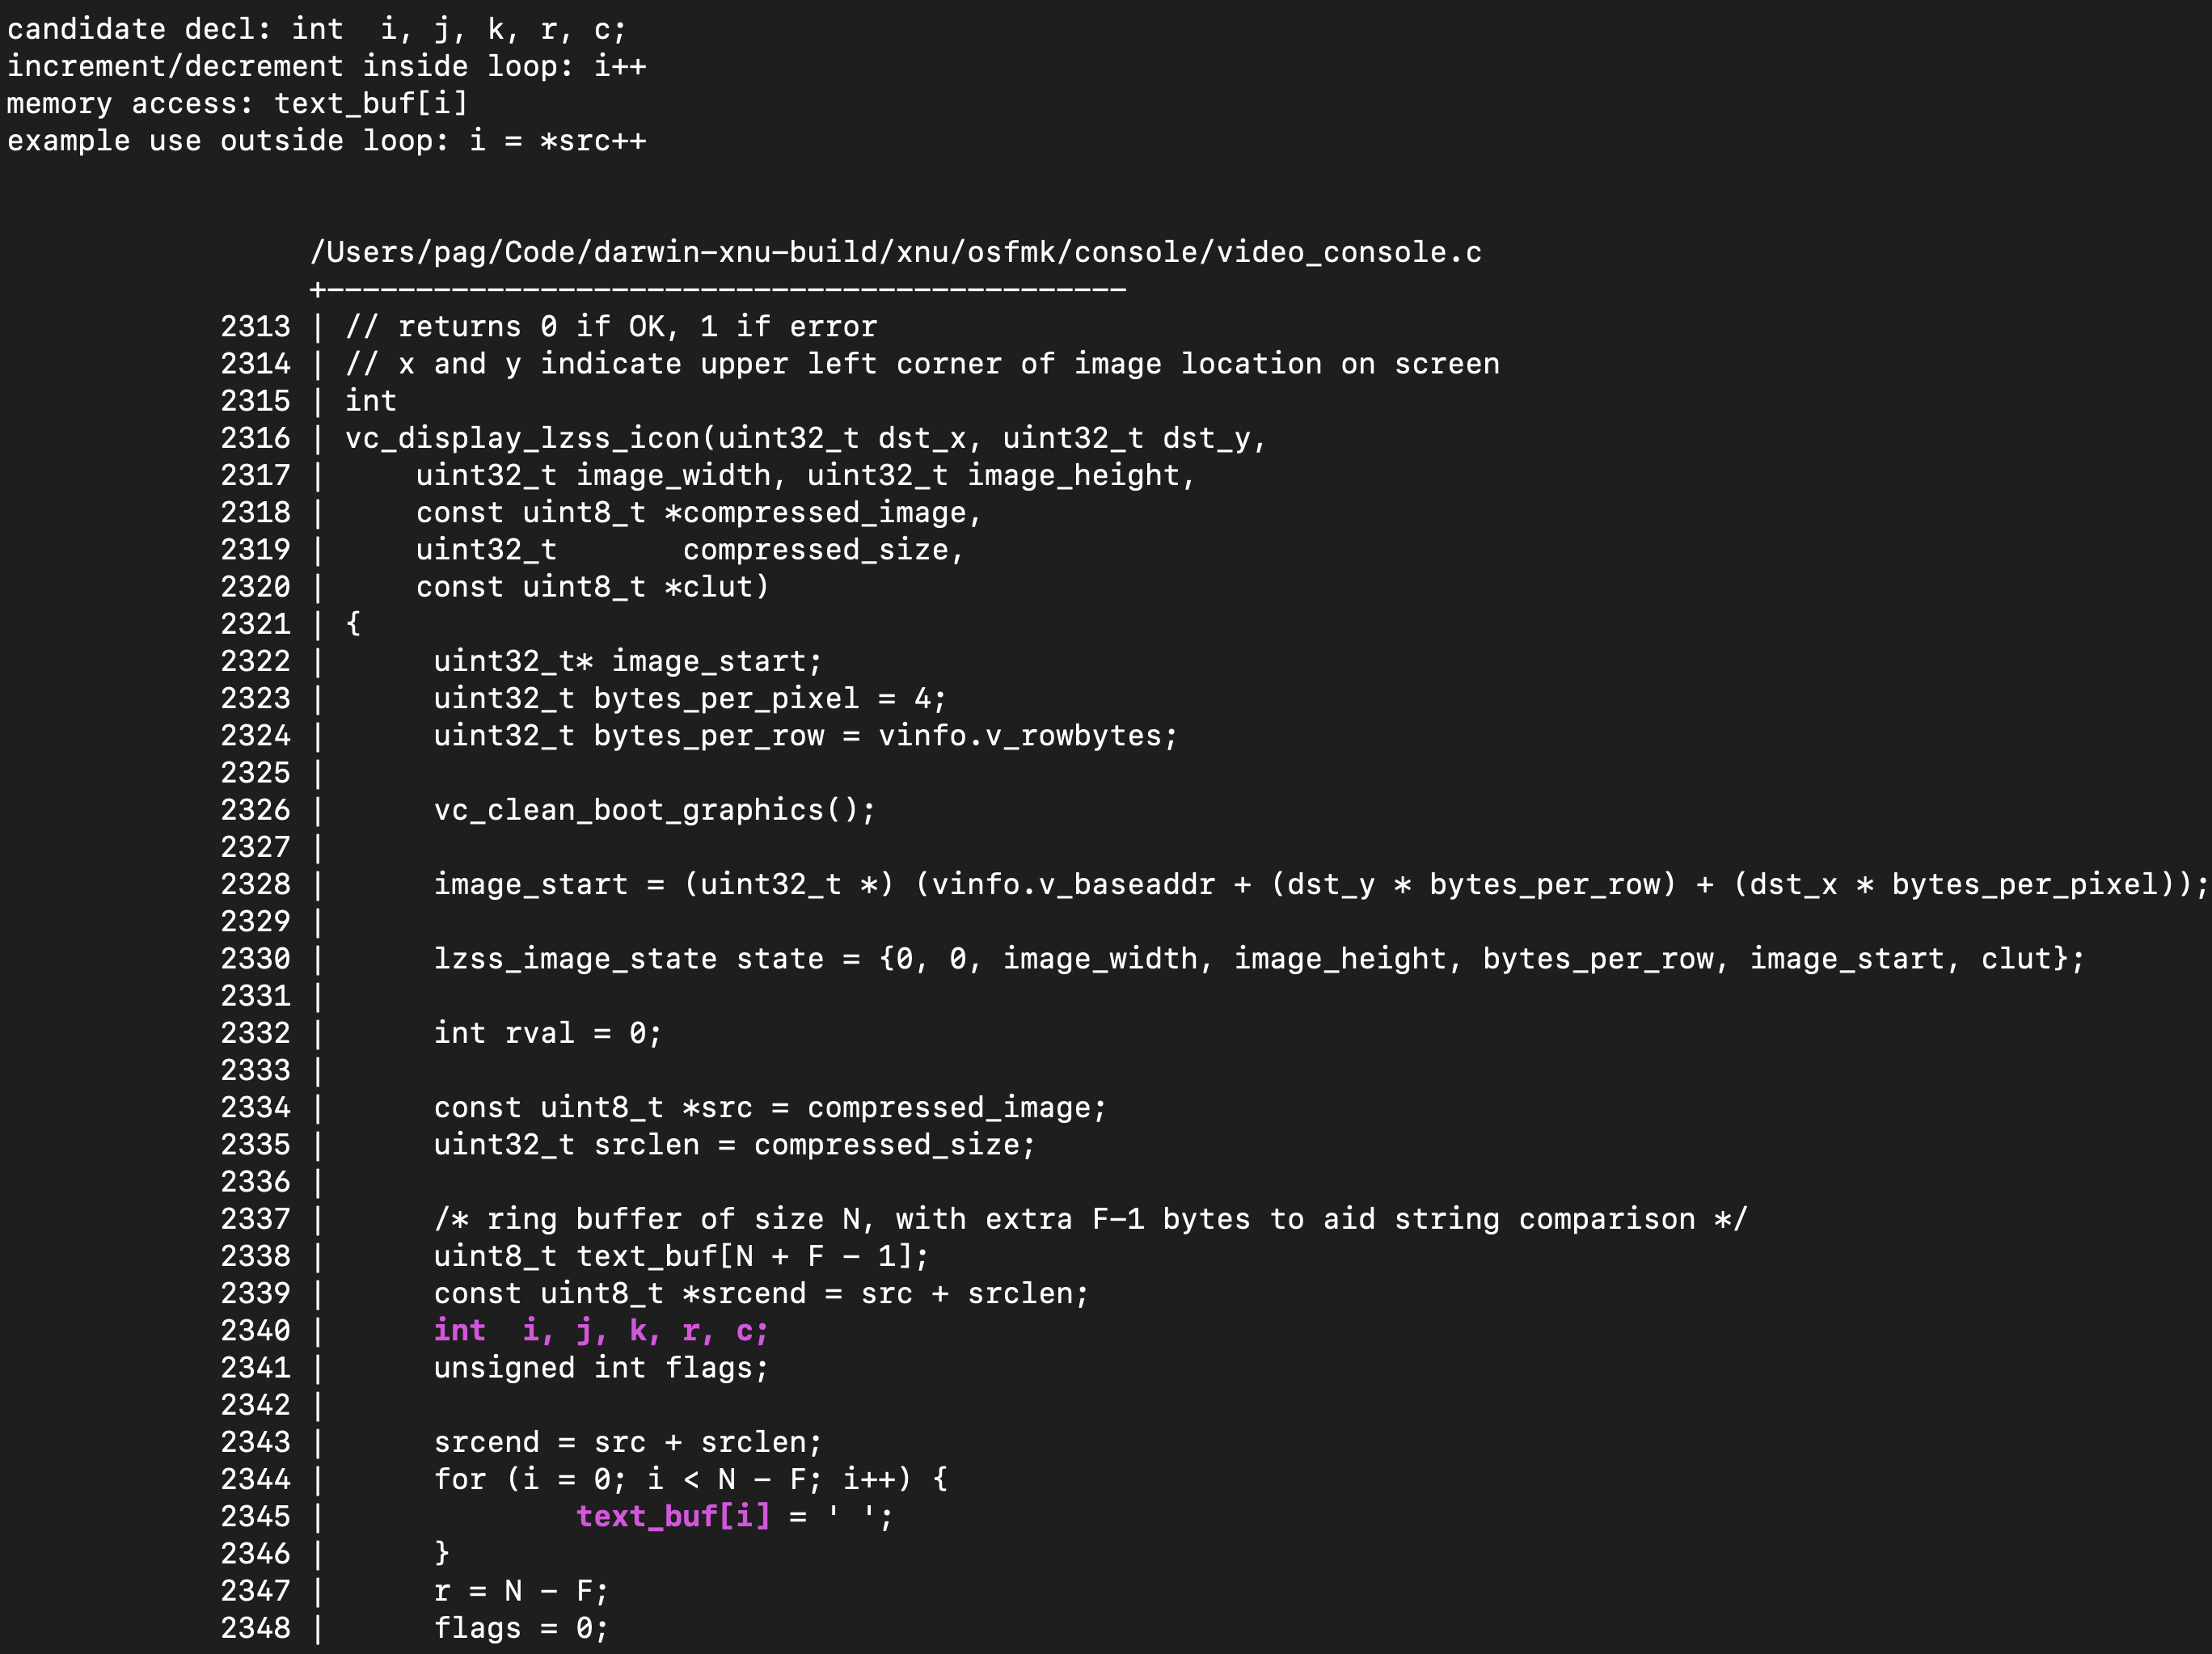 candidate decl: int  i, j, k, r, c;
increment/decrement inside loop: i++
memory access: text_buf[i]
example use outside loop: i = *src++
/Users/pag/Code/darwin-xnu-build/xnu/osfmk/console/video_console.c
+---------------------------------------------
2313 | // returns 0 if OK, 1 if error
2314 | // x and y indicate upper left corner of image location on screen
2315 | int
2316 | vc_display_lzss_icon(uint32_t dst_x, uint32_t dst_y,
2317 |     uint32_t image_width, uint32_t image_height,
2318 |     const uint8_t *compressed_image,
2319 |     uint32_t       compressed_size,
2320 |     const uint8_t *clut)
2321 | {
2322 |      uint32_t* image_start;
2323 |      uint32_t bytes_per_pixel = 4;
2324 |      uint32_t bytes_per_row = vinfo.v_rowbytes;
2325 |
2326 |      vc_clean_boot_graphics();
2327 |
2328 |      image_start = (uint32_t *) (vinfo.v_baseaddr + (dst_y * bytes_per_row) + (dst_x * bytes_per_pixel));
2329 |
2330 |      lzss_image_state state = {0, 0, image_width, image_height, bytes_per_row, image_start, clut};
2331 |
2332 |      int rval = 0;
2333 |
2334 |      const uint8_t *src = compressed_image;
2335 |      uint32_t srclen = compressed_size;
2336 |
2337 |      /* ring buffer of size N, with extra F-1 bytes to aid string comparison */
2338 |      uint8_t text_buf[N + F - 1];
2339 |      const uint8_t *srcend = src + srclen;
2340 |      int  i, j, k, r, c;
2341 |      unsigned int flags;
2342 |
2343 |      srcend = src + srclen;
2344 |      for (i = 0; i < N - F; i++) {
2345 |              text_buf[i] = ' ';
2346 |      }
2347 |      r = N - F;
2348 |      flags = 0;